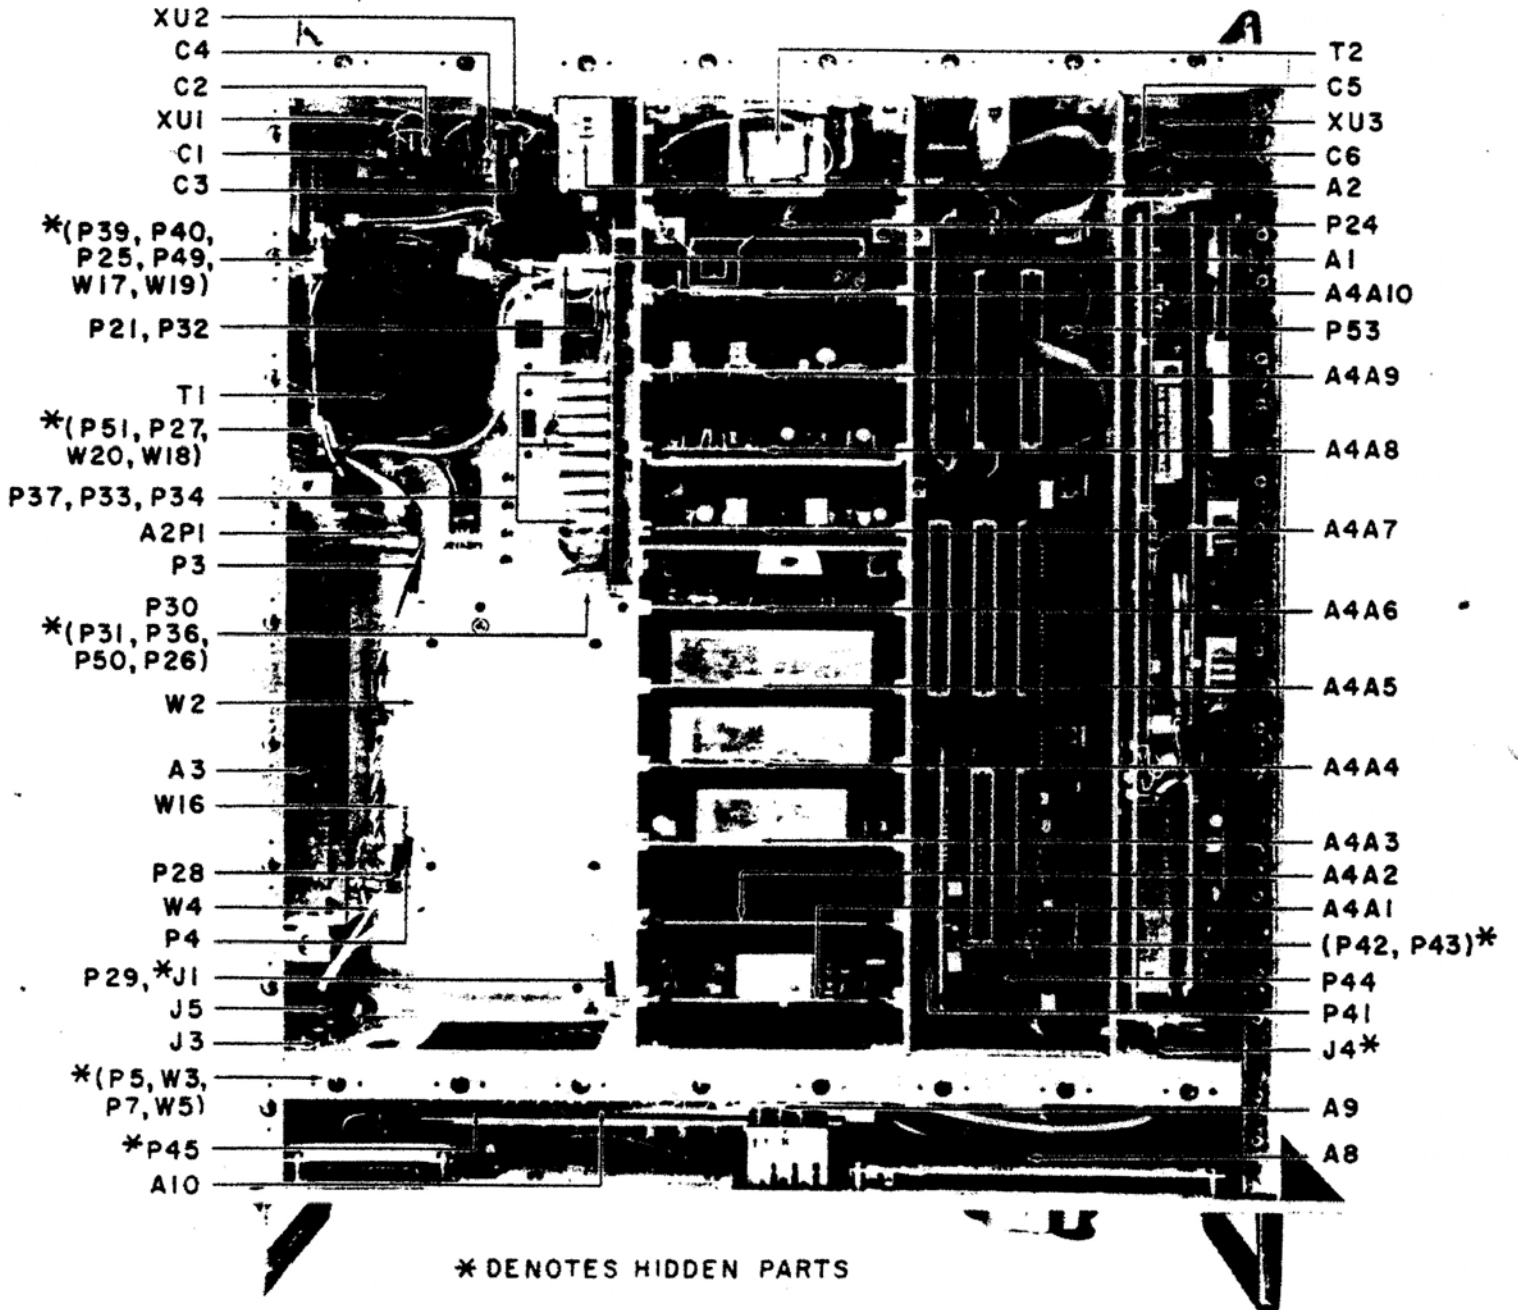 XU2
C4
C2
XU1
C1
C3
*(P39, P40,
P25, P49,
W17, W19)
P21, P32
T1
*(P51, P27,
W20, W18)
P37, P33, P34
A2P1
P3
P30
*(P31, P36,
P50, P26)
W2
A3
W16
P28
W4
P4
P29, *J1
J5
J3
*(P5, W3,
P7, W5)
*P45
A10
T2
C5
XU3
C6
A2
P24
A1
A4A10
P53
A4A9
A4A8
A4A7
A4A6
A4A5
A4A4
A4A3
A4A2
A4A1
(P42, P43)*
P44
P41
J4*
A9
A8
* DENOTES HIDDEN PARTS